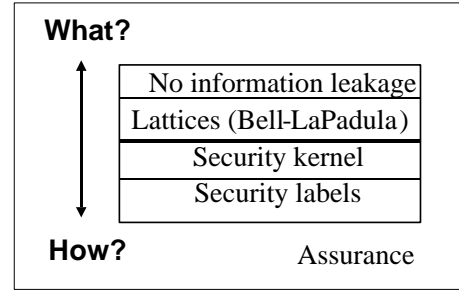 What?
No information leakage
Lattices (Bell-LaPadula)
Security kernel
Security labels
How?
Assurance